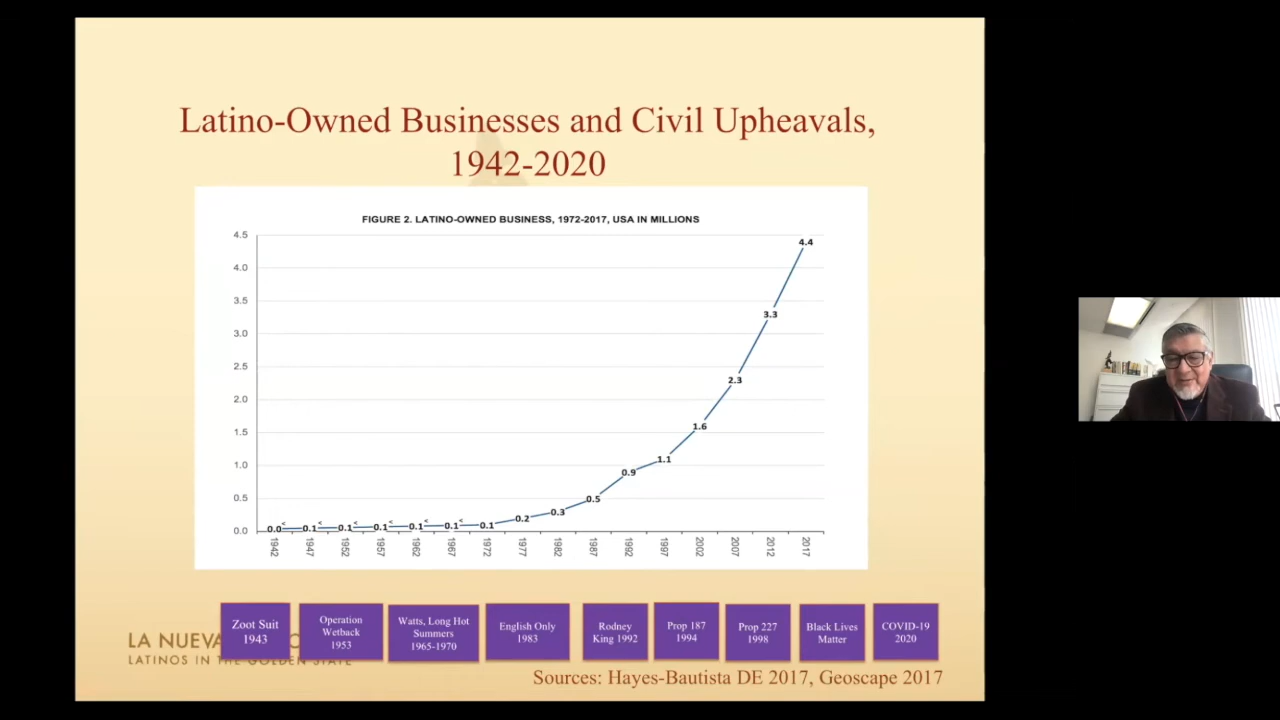 Latino-Owned Businesses and Civil Upheavals,
1942-2020
FIGURE 2. LATINO-OWNED BUSINESS, 1972-2017, USA IN MILLIONS
4.5
4.0
3.5
3.0
2.5
2.0
1.5
1.0
0.5
0.0
0.0<
0.1<
0.1<
0.1<
0.1<
0.1<
0.1
0.2
0.3
0.5
0.9
1.1
1.6
2.3
3.3
4.4
1942
1947
1952
1957
1962
1967
1972
1977
1982
1987
1992
1997
2002
2007
2012
2017
Zoot Suit
1943
Operation
Wetback
1953
Watts, Long Hot
Summers
1965-1970
English Only
1983
Rodney
King 1992
Prop 187
1994
Prop 227
1998
Black Lives
Matter
COVID-19
2020
LA NUEVA
LATINOS IN THE GOLDEN STATE
Sources: Hayes-Bautista DE 2017, Geoscape 2017